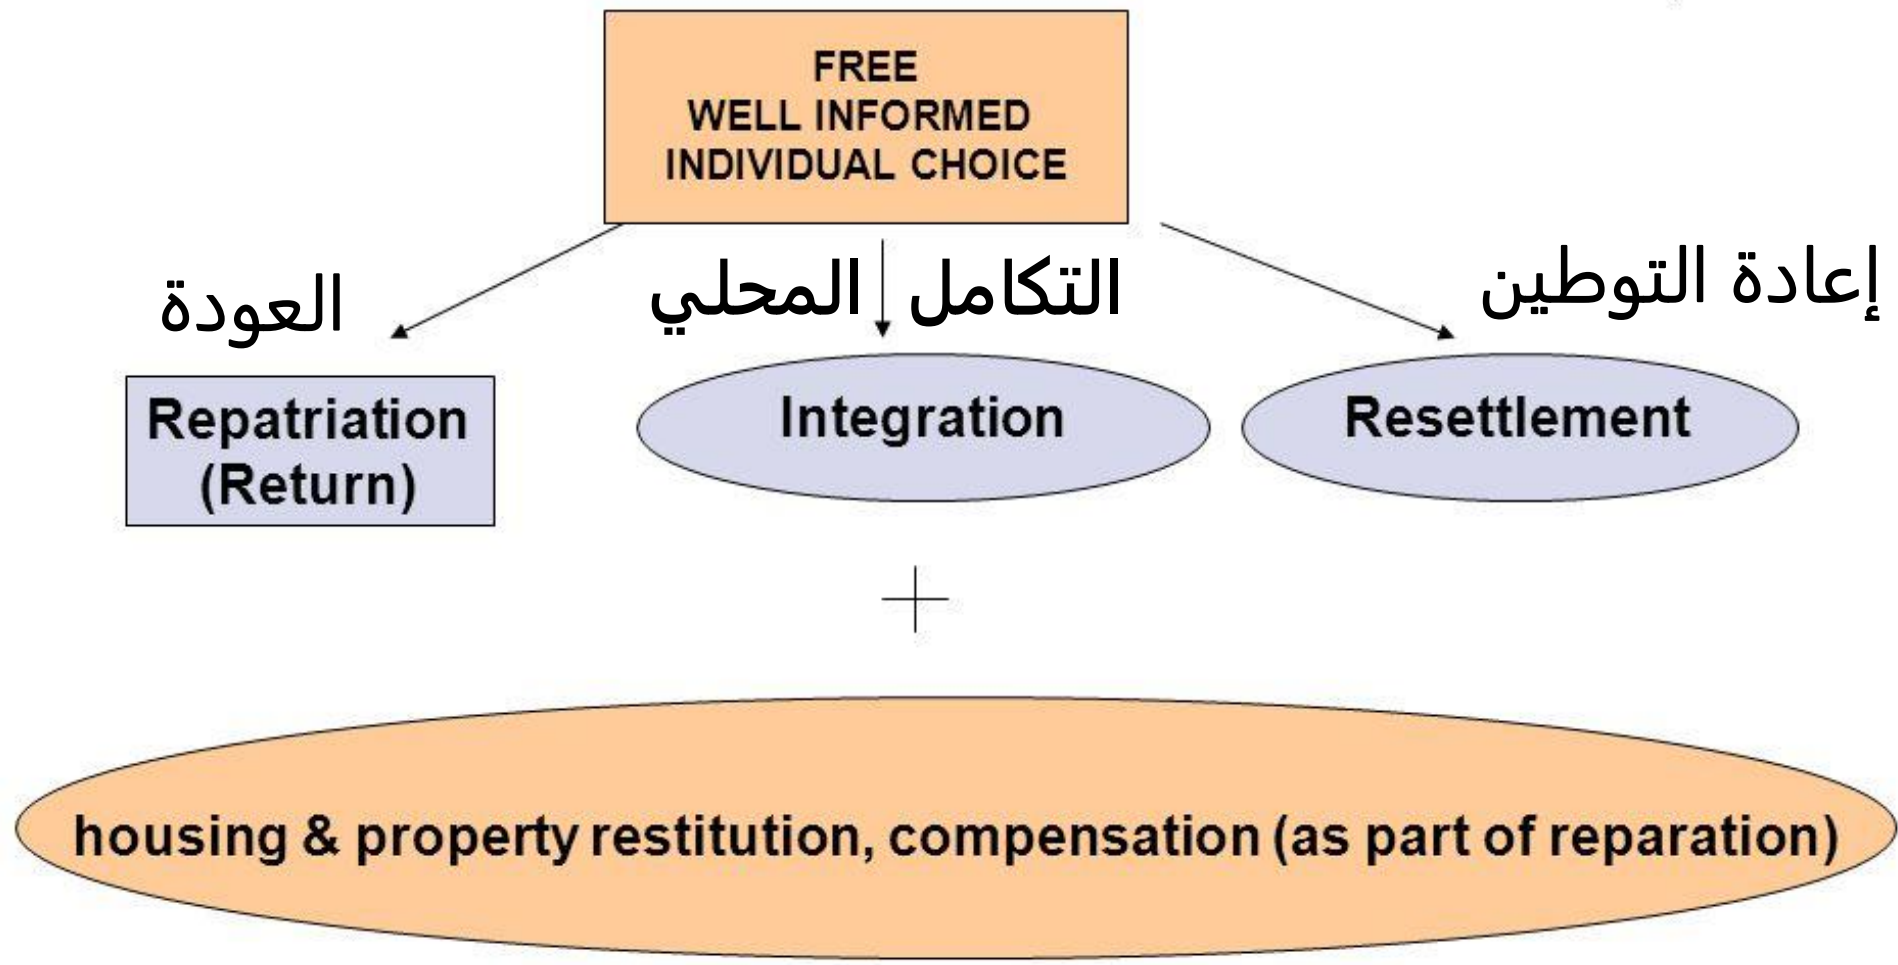 FREE
WELL INFORMED
INDIVIDUAL CHOICE
العودة
التكامل المحلي
إعادة التوطين
Repatriation
(Return)
Integration
Resettlement
housing & property restitution, compensation (as part of reparation)